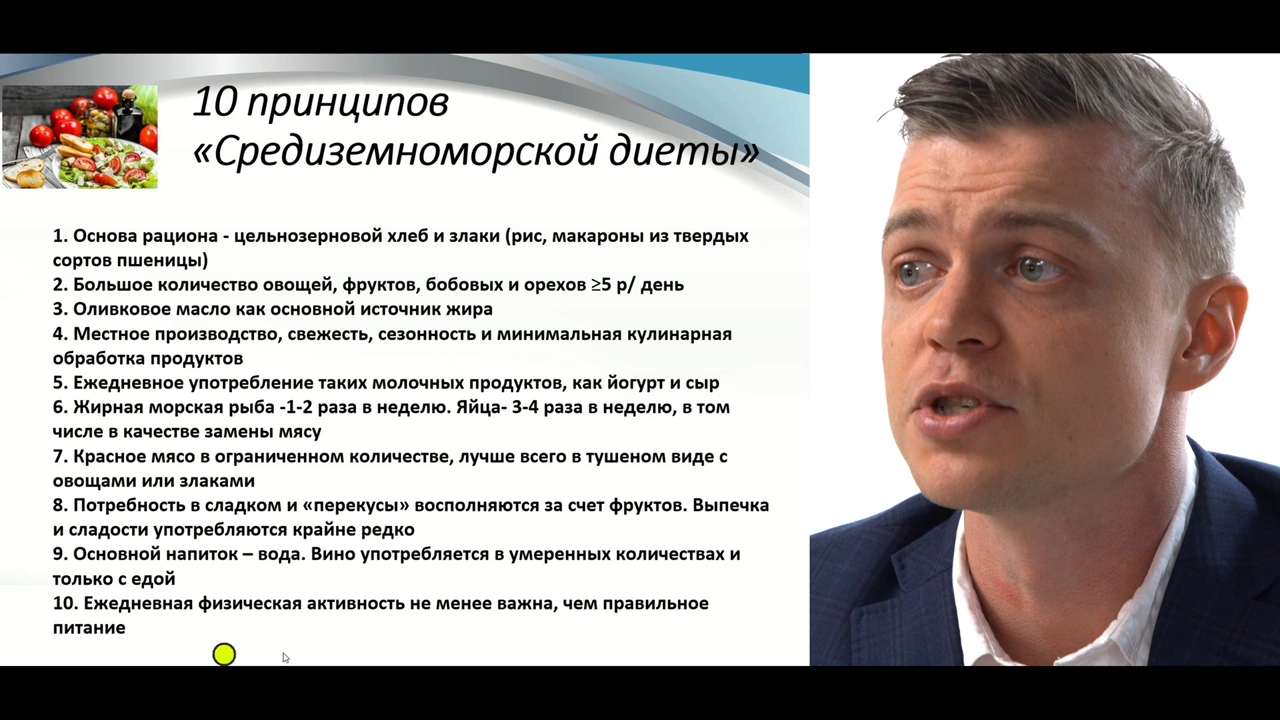 10 принципов
«Средиземноморской диеты»
1. Основа рациона - цельнозерновой хлеб и злаки (рис, макароны из твердых
сортов пшеницы)
2. Большое количество овощей, фруктов, бобовых и орехов ≥5 р/ день
3. Оливковое масло как основной источник жира
4. Местное производство, свежесть, сезонность и минимальная кулинарная
обработка продуктов
5. Ежедневное употребление таких молочных продуктов, как йогурт и сыр
6. Жирная морская рыба -1-2 раза в неделю. Яйца- 3-4 раза в неделю, в том
числе в качестве замены мясу
7. Красное мясо в ограниченном количестве, лучше всего в тушеном виде с
овощами или злаками
8. Потребность в сладком и «перекусы» восполняются за счет фруктов. Выпечка
и сладости употребляются крайне редко
9. Основной напиток – вода. Вино употребляется в умеренных количествах и
только с едой
10. Ежедневная физическая активность не менее важна, чем правильное
питание